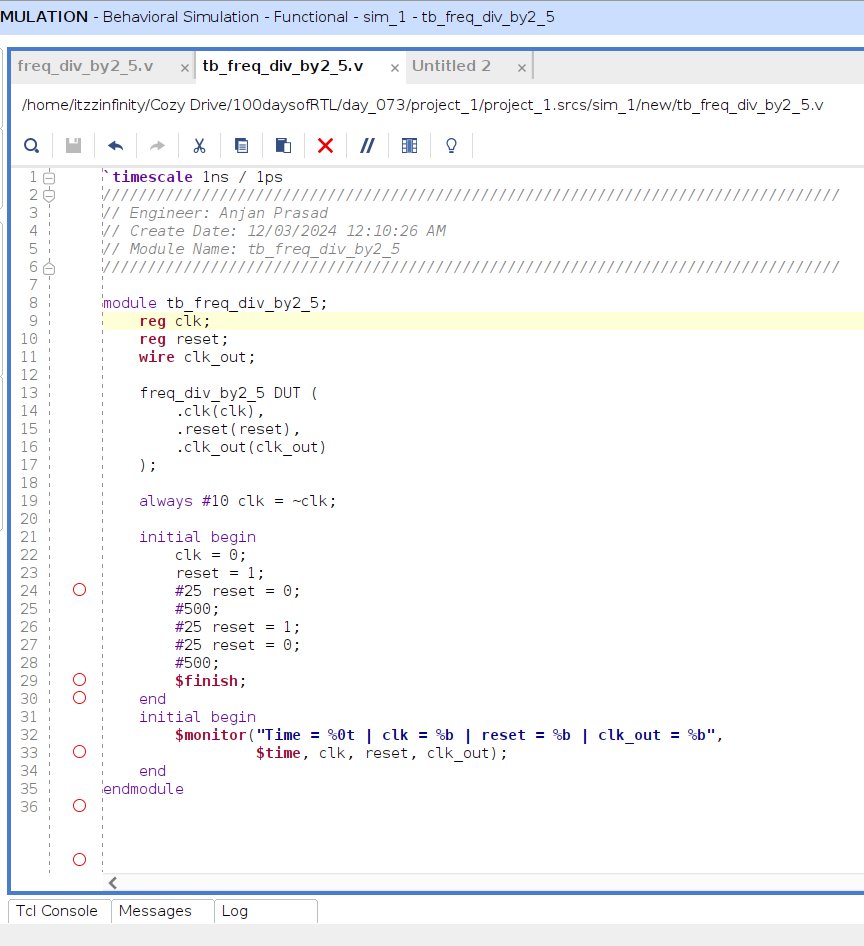 MULATION - Behavioral Simulation - Functional - sim_1 - tb_freq_div_by2_5
freq_div_by2_5.v × tb_freq_div_by2_5.v × Untitled 2 ×
/home/itzzinfinity/Cozy Drive/100daysofRTL/day_073/project_1/project_1.srcs/sim_1/new/tb_freq_div_by2_5.v
1 `timescale 1ns / 1ps
2 //////////////////////////////////////////////////////////////////////////////////
3 // Engineer: Anjan Prasad
4 // Create Date: 12/03/2024 12:10:26 AM
5 // Module Name: tb_freq_div_by2_5
6 //////////////////////////////////////////////////////////////////////////////////
7
8 module tb_freq_div_by2_5;
9 reg clk;
10 reg reset;
11 wire clk_out;
12
13 freq_div_by2_5 DUT (
14 .clk(clk),
15 .reset(reset),
16 .clk_out(clk_out)
17 );
18
19 always #10 clk = ~clk;
20
21 initial begin
22 clk = 0;
23 reset = 1;
24 #25 reset = 0;
25 #500;
26 #25 reset = 1;
27 #25 reset = 0;
28 #500;
29 $finish;
30 end
31 initial begin
32 $monitor("Time = %0t | clk = %b | reset = %b | clk_out = %b",
33 $time, clk, reset, clk_out);
34 end
35 endmodule
36
Tcl Console Messages Log